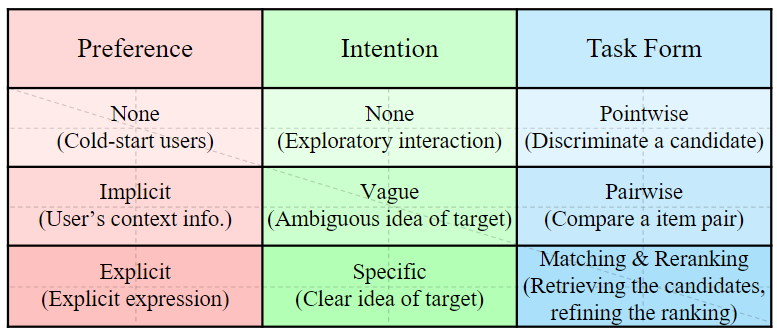 Preference
Intention
Task Form
None
(Cold-start users)
None
(Exploratory interaction)
Pointwise
(Discriminate a candidate)
Implicit
(User's context info.)
Vague
(Ambiguous idea of target)
Pairwise
(Compare a item pair)
Explicit
(Explicit expression)
Specific
(Clear idea of target)
Matching & Reranking
(Retrieving the candidates,
refining the ranking)